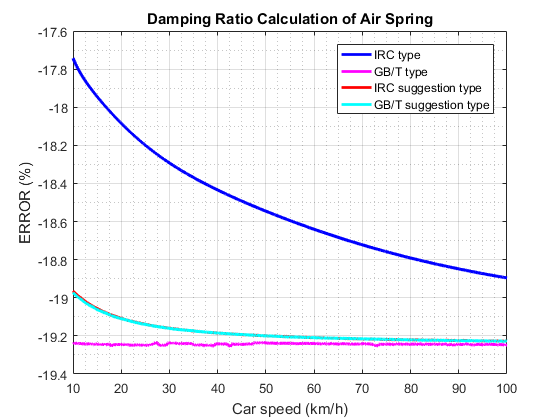 Damping Ratio Calculation of Air Spring
-17.6
-17.8
-18
-18.2
-18.4
-18.6
-18.8
-19
-19.2
-19.4
ERROR (%)
IRC type
GB/T type
IRC suggestion type
GB/T suggestion type
10 20 30 40 50 60 70 80 90 100
Car speed (km/h)